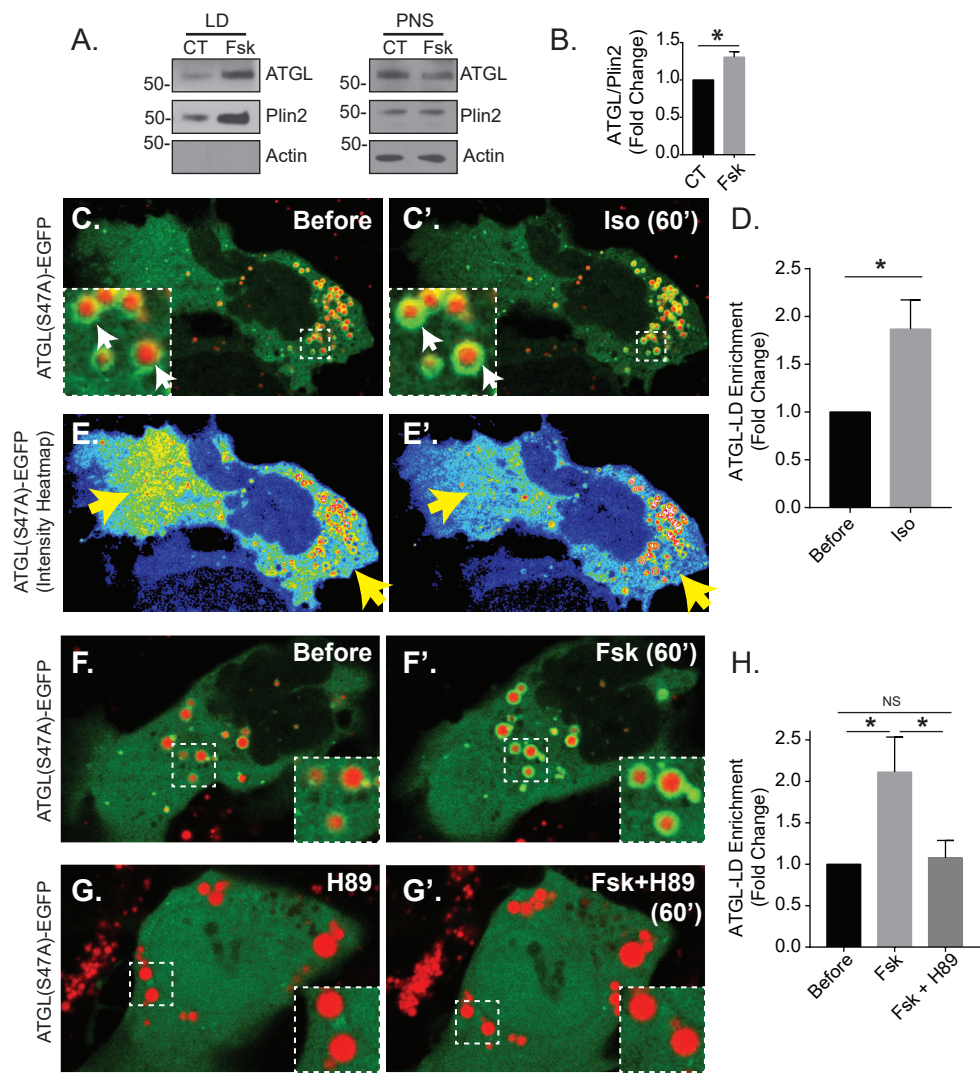 A.
LD
CT Fsk
50-
ATGL
50-
Plin2
50-
Actin
PNS
CT Fsk
50-
ATGL
50-
Plin2
50-
Actin
B.
ATGL/Plin2
(Fold Change)
1.5
1.0
0.5
0.0
*
CT
Fsk
ATGL(S47A)-EGFP
C.
Before
C'.
Iso (60')
D.
ATGL-LD Enrichment
(Fold Change)
2.5
2.0
1.5
1.0
0.5
0.0
*
Before
Iso
ATGL(S47A)-EGFP
(Intensity Heatmap)
E.
E'.
ATGL(S47A)-EGFP
F.
Before
F'.
Fsk (60')
ATGL(S47A)-EGFP
G.
H89
G'.
Fsk+H89
(60')
H.
ATGL-LD Enrichment
(Fold Change)
2.5
2.0
1.5
1.0
0.5
0.0
NS
* *
Before
Fsk
Fsk + H89